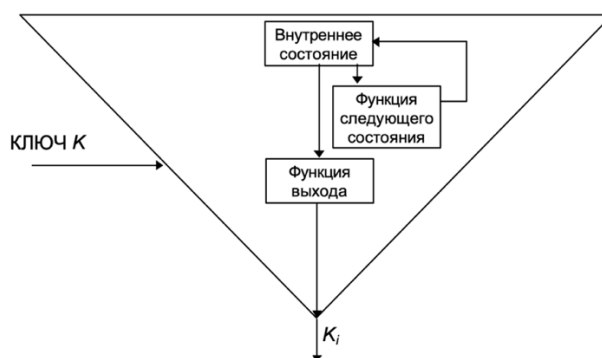 Внутреннее
состояние
Функция
следующего
состояния
КЛЮЧ K
Функция
выхода
Ki